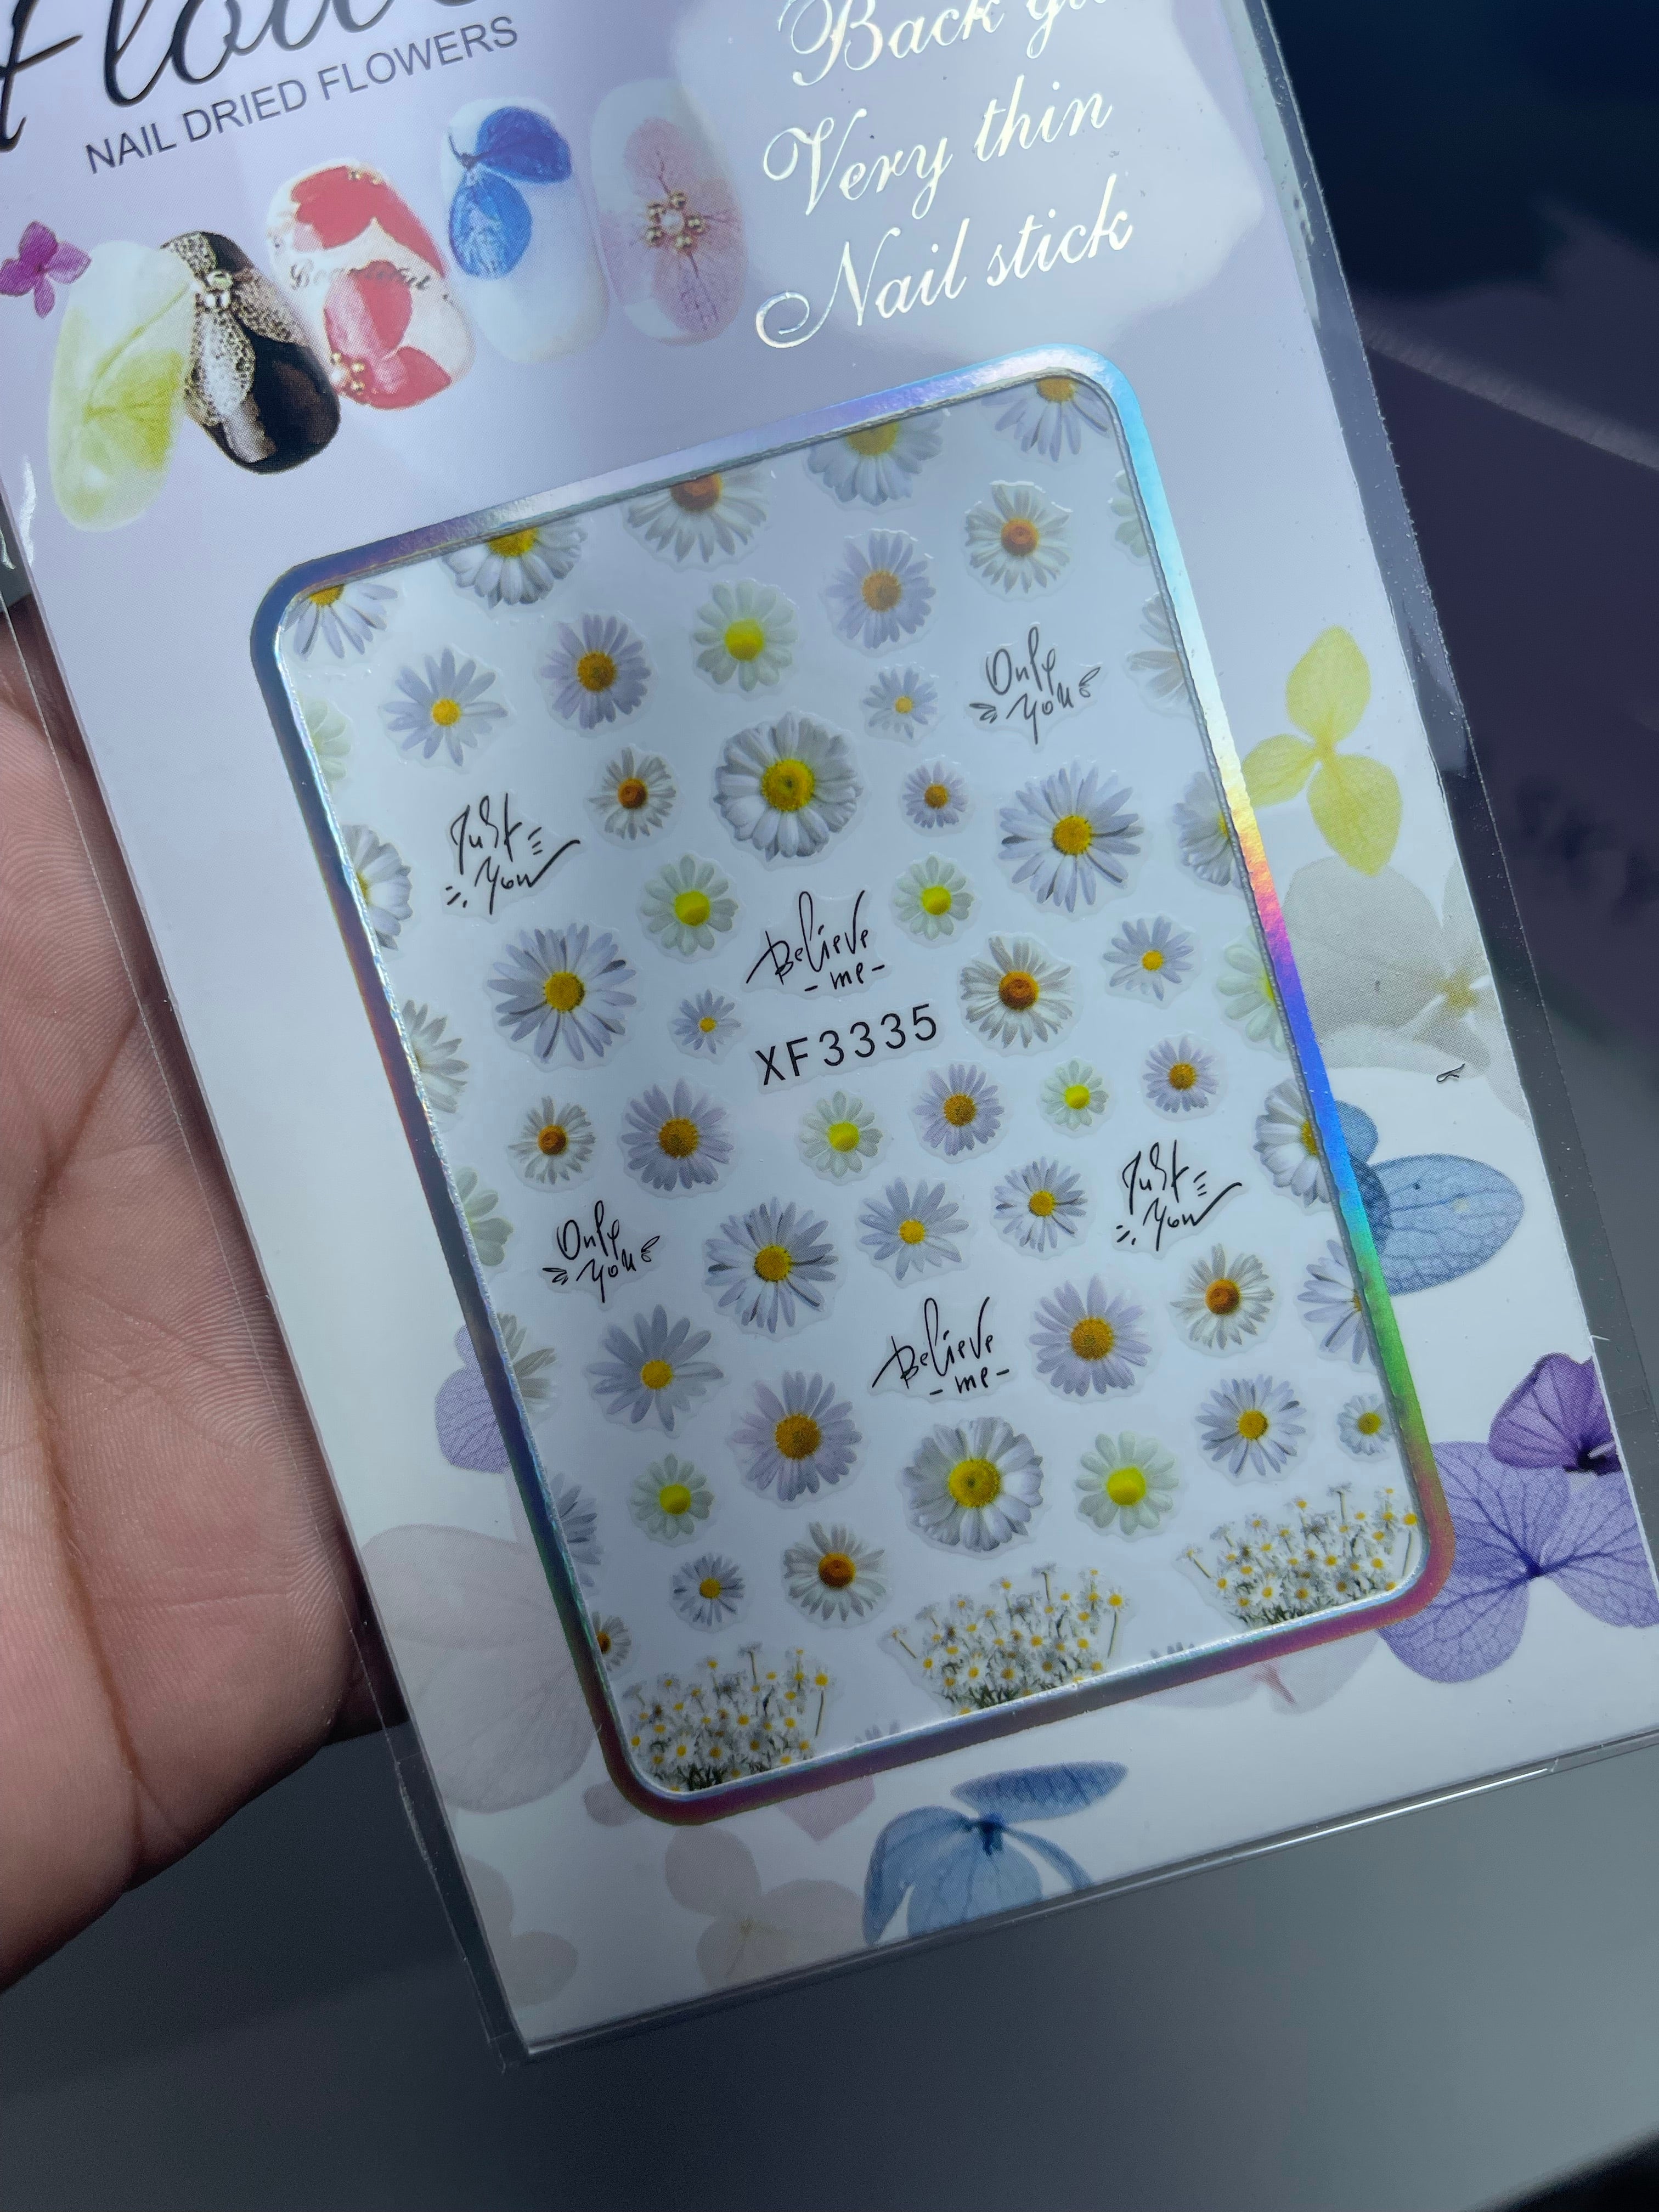 NAIL DRIED FLOWERS
Back
Very thin
Nail stick
Beautiful
Only
you
Just
You
Believe
-me-
XF3335
Just
You
Only
you
Believe
-me-